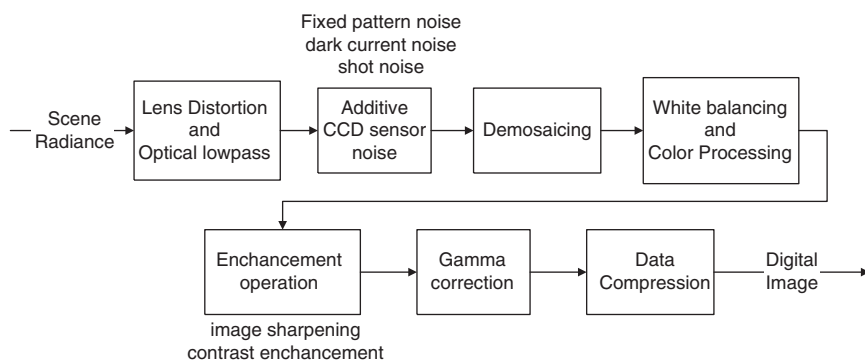 Fixed pattern noise
dark current noise
shot noise
Scene
Radiance
Lens Distortion
and
Optical lowpass
Additive
CCD sensor
noise
Demosaicing
White balancing
and
Color Processing
Enchancement
operation
image sharpening
contrast enchancement
Gamma
correction
Data
Compression
Digital
Image